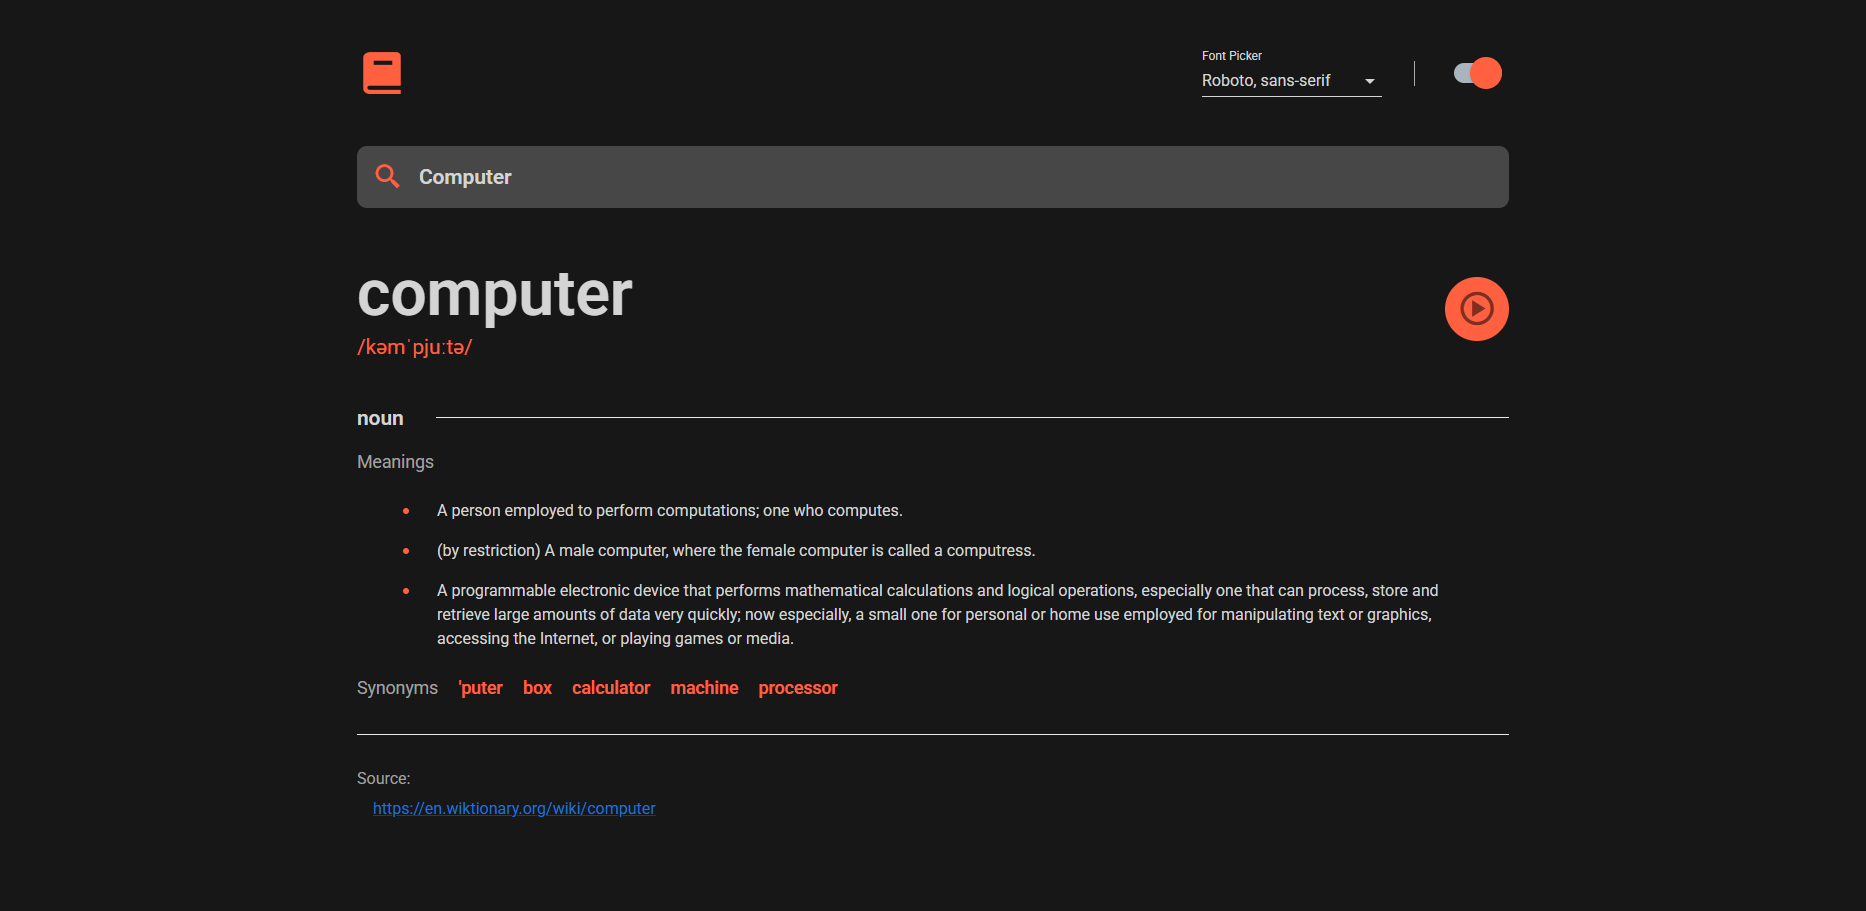 Font Picker
Roboto, sans-serif
Computer
computer
/kəmˈpjuːtə/
noun
Meanings
A person employed to perform computations; one who computes.
(by restriction) A male computer, where the female computer is called a computress.
A programmable electronic device that performs mathematical calculations and logical operations, especially one that can process, store and
retrieve large amounts of data very quickly; now especially, a small one for personal or home use employed for manipulating text or graphics,
accessing the Internet, or playing games or media.
Synonyms 'puter box calculator machine processor
Source:
https://en.wiktionary.org/wiki/computer